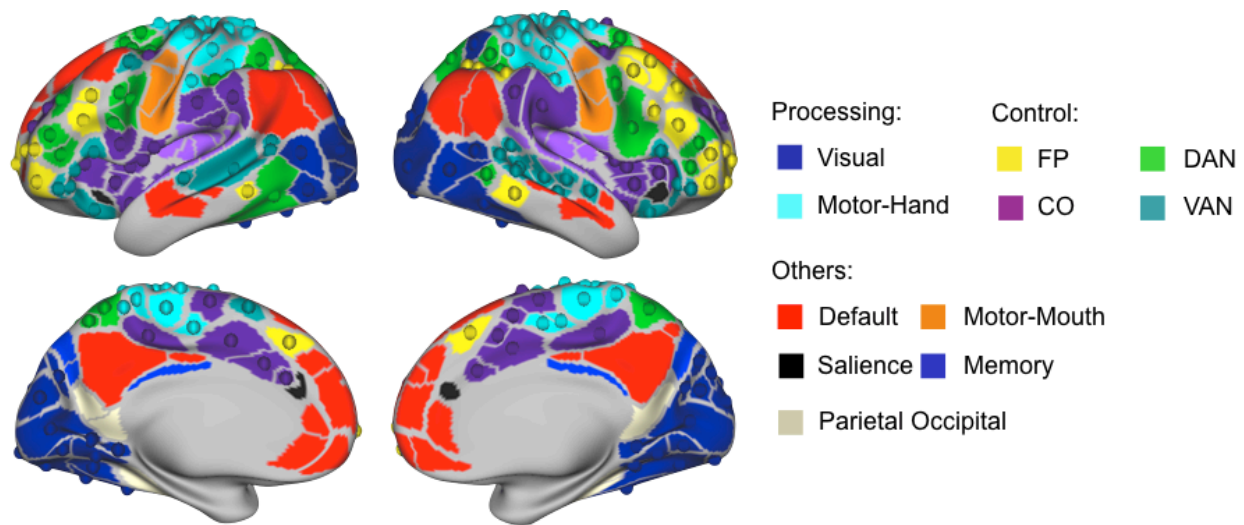 Processing: Control:
Visual FP DAN
Motor-Hand CO VAN
Others:
Default Motor-Mouth
Salience Memory
Parietal Occipital